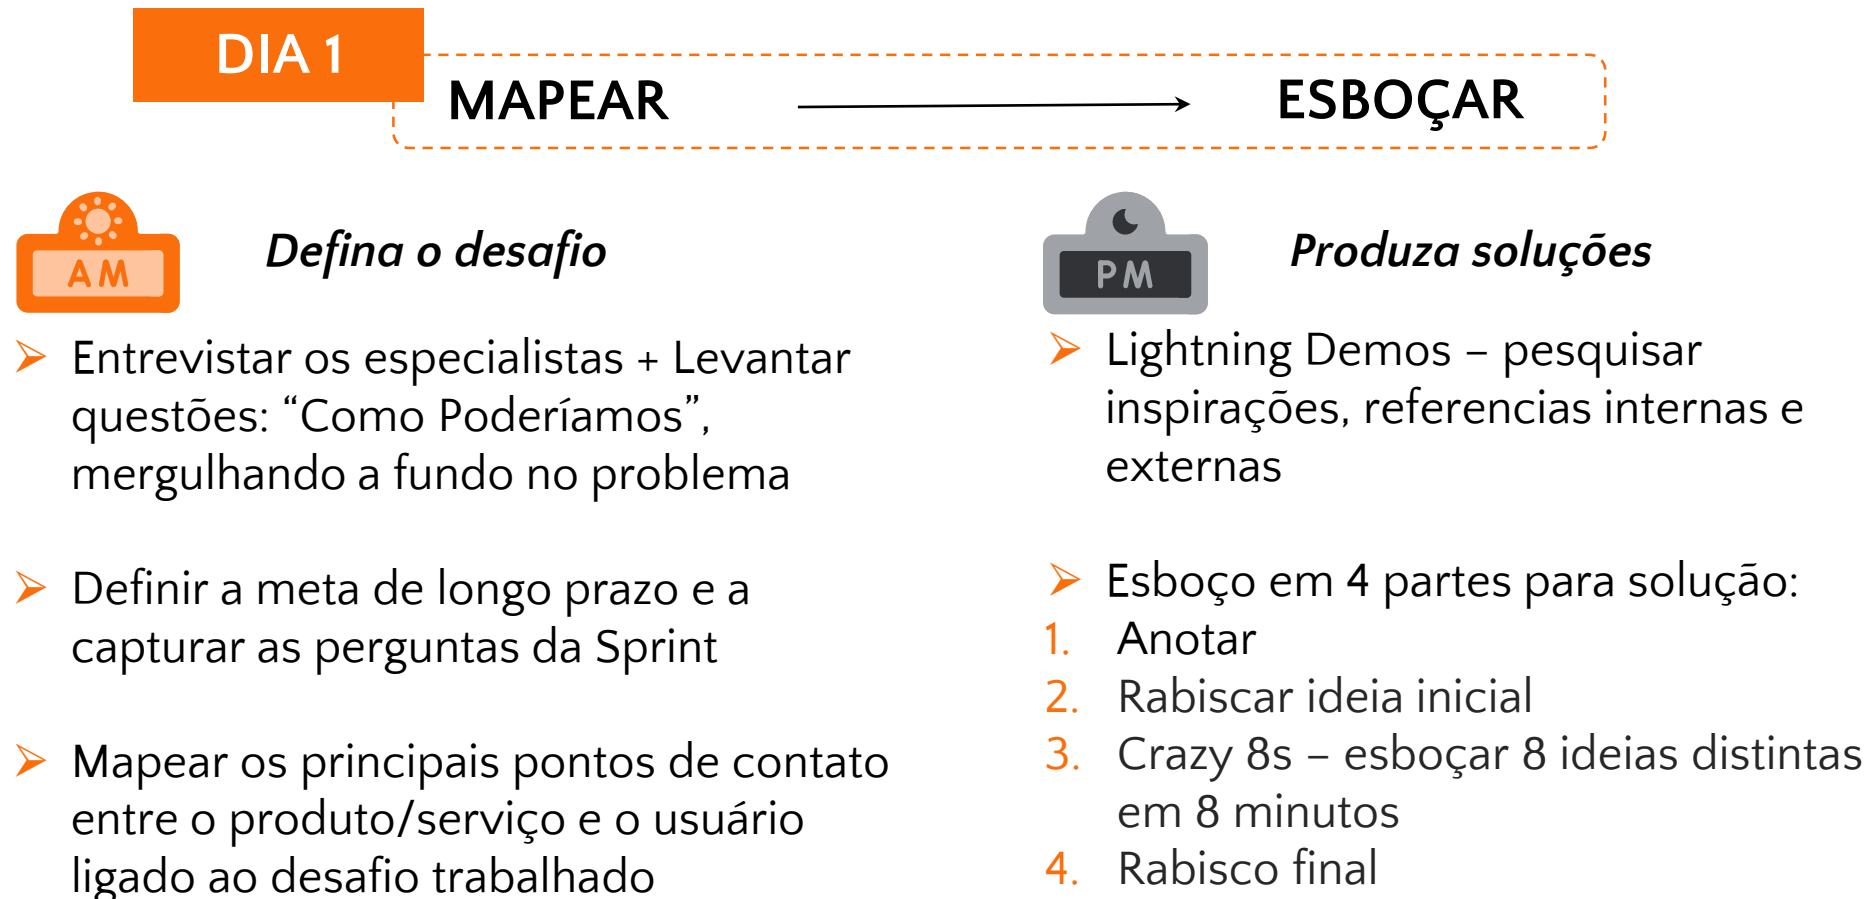 DIA 1
MAPEAR
ESBOÇAR
AM
Defina o desafio
Entrevistar os especialistas + Levantar
questões: “Como Poderíamos”,
mergulhando a fundo no problema
Definir a meta de longo prazo e a
capturar as perguntas da Sprint
Mapear os principais pontos de contato
entre o produto/serviço e o usuário
ligado ao desafio trabalhado
PM
Produza soluções
Lightning Demos – pesquisar
inspirações, referencias internas e
externas
Esboço em 4 partes para solução:
1. Anotar
2. Rabiscar ideia inicial
3. Crazy 8s – esboçar 8 ideias distintas
em 8 minutos
4. Rabisco final